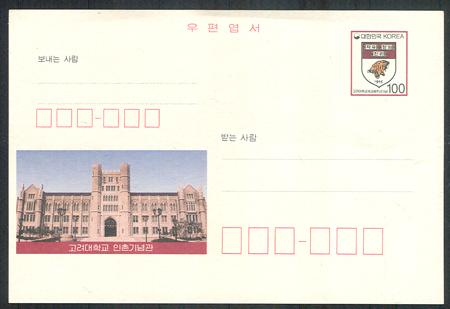 우편엽서
대한민국 KOREA
1905
100
보내는 사람
받는 사람
고려대학교 인촌기념관